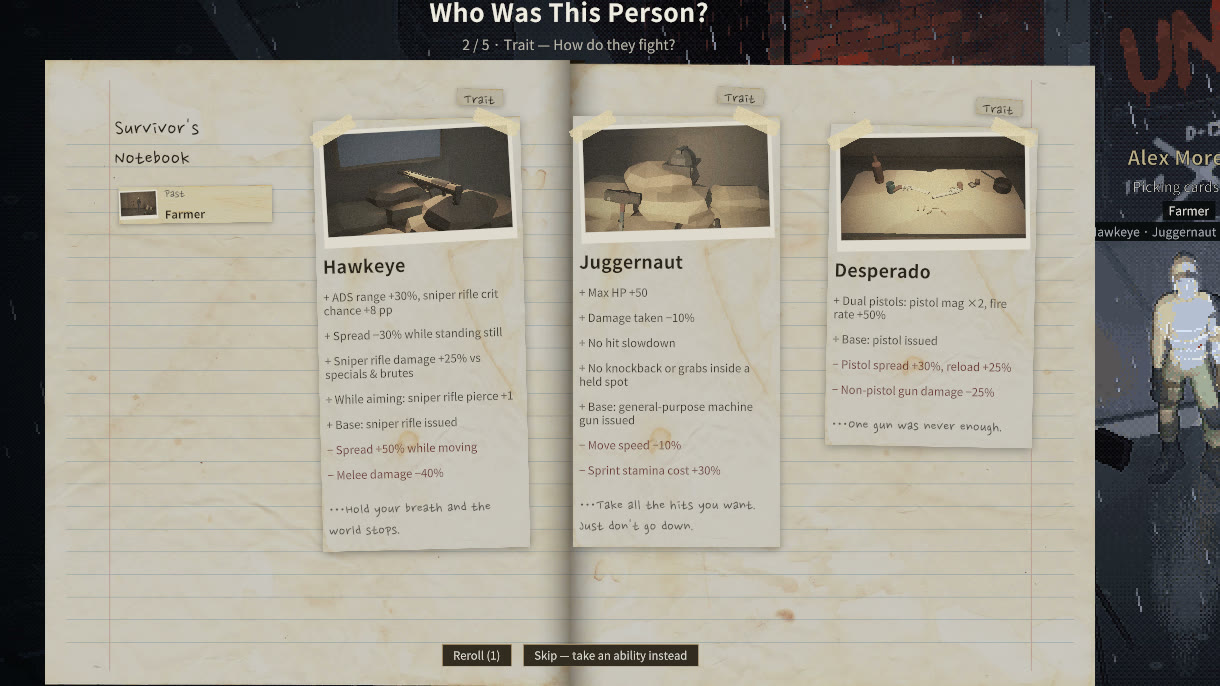 Who Was This Person?
2 / 5 · Trait — How do they fight?
Survivor's
Notebook
Past
Farmer
Trait
Hawkeye
+ ADS range +30%, sniper rifle crit
chance +8 pp
+ Spread −30% while standing still
+ Sniper rifle damage +25% vs
specials & brutes
+ While aiming: sniper rifle pierce +1
+ Base: sniper rifle issued
− Spread +50% while moving
− Melee damage −40%
···Hold your breath and the
world stops.
Trait
Juggernaut
+ Max HP +50
+ Damage taken −10%
+ No hit slowdown
+ No knockback or grabs inside a
held spot
+ Base: general-purpose machine
gun issued
− Move speed −10%
− Sprint stamina cost +30%
···Take all the hits you want.
Just don't go down.
Trait
Desperado
+ Dual pistols: pistol mag ×2, fire
rate +50%
+ Base: pistol issued
− Pistol spread +30%, reload +25%
− Non-pistol gun damage −25%
···One gun was never enough.
Reroll (1)
Skip — take an ability instead
UN
Alex More
Picking cards
Farmer
Hawkeye · Juggernaut